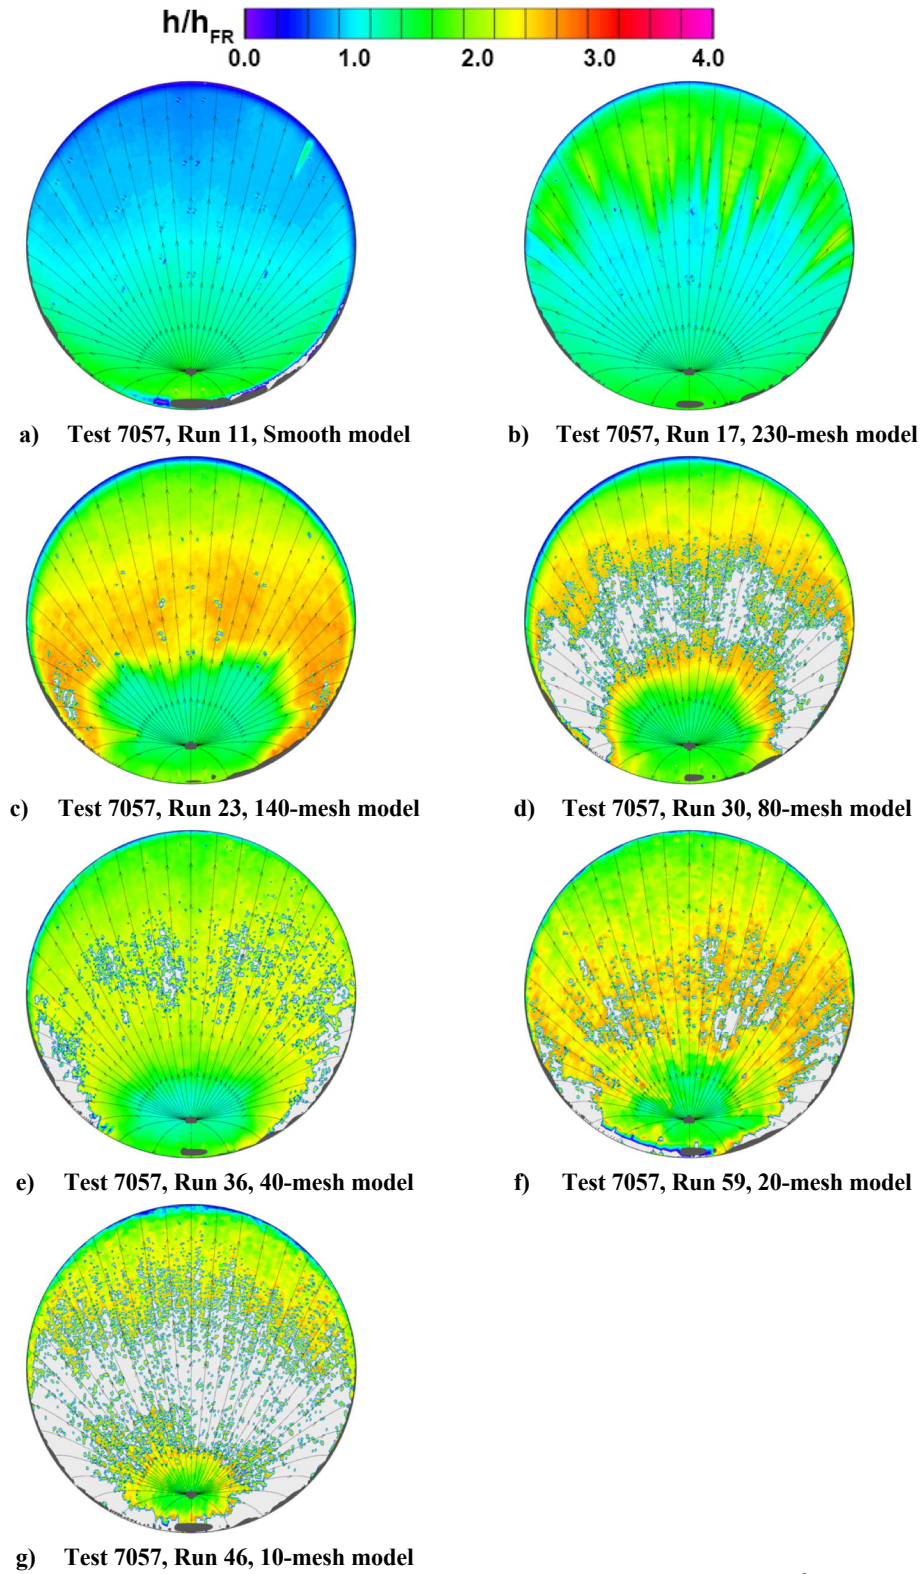 h/hFR
0.0 1.0 2.0 3.0 4.0
a) Test 7057, Run 11, Smooth model
b) Test 7057, Run 17, 230-mesh model
c) Test 7057, Run 23, 140-mesh model
d) Test 7057, Run 30, 80-mesh model
e) Test 7057, Run 36, 40-mesh model
f) Test 7057, Run 59, 20-mesh model
g) Test 7057, Run 46, 10-mesh model